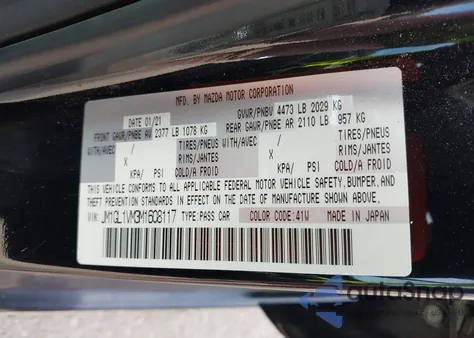 MFD. BY MAZDA MOTOR CORPORATION
DATE 01/21 GVWR/PNBV 4473 LB 2029 KG
FRONT GAWR/PNBE AV 2377 LB 1078 KG REAR GAWR/PNBE AR 2110 LB 957 KG
WITH/AVEC / TIRES/PNEUS WITH/AVEC / TIRES/PNEUS
X RIMS/JANTES X RIMS/JANTES
/ KPA/ PSI COLD/A FROID / KPA/ PSI COLD/A FROID
THIS VEHICLE CONFORMS TO ALL APPLICABLE FEDERAL MOTOR VEHICLE SAFETY, BUMPER, AND
THEFT PREVENTION STANDARDS IN EFFECT ON THE DATE OF MANUFACTURE SHOWN ABOVE.
VIN: JM1GL1VM3M1608117 TYPE: PASS CAR COLOR CODE: 41W MADE IN JAPAN
autoSnap